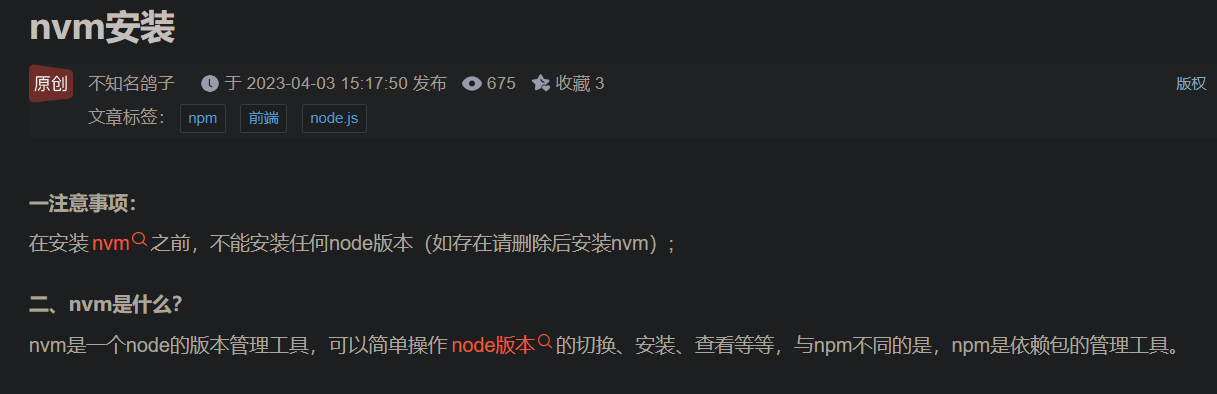 nvm安装
原创 不知名鸽子 于 2023-04-03 15:17:50 发布 675 收藏 3 版权
文章标签： npm 前端 node.js
一注意事项：
在安装 nvm 之前，不能安装任何node版本（如存在请删除后安装nvm）；
二、nvm是什么？
nvm是一个node的版本管理工具，可以简单操作 node版本 的切换、安装、查看等等，与npm不同的是，npm是依赖包的管理工具。